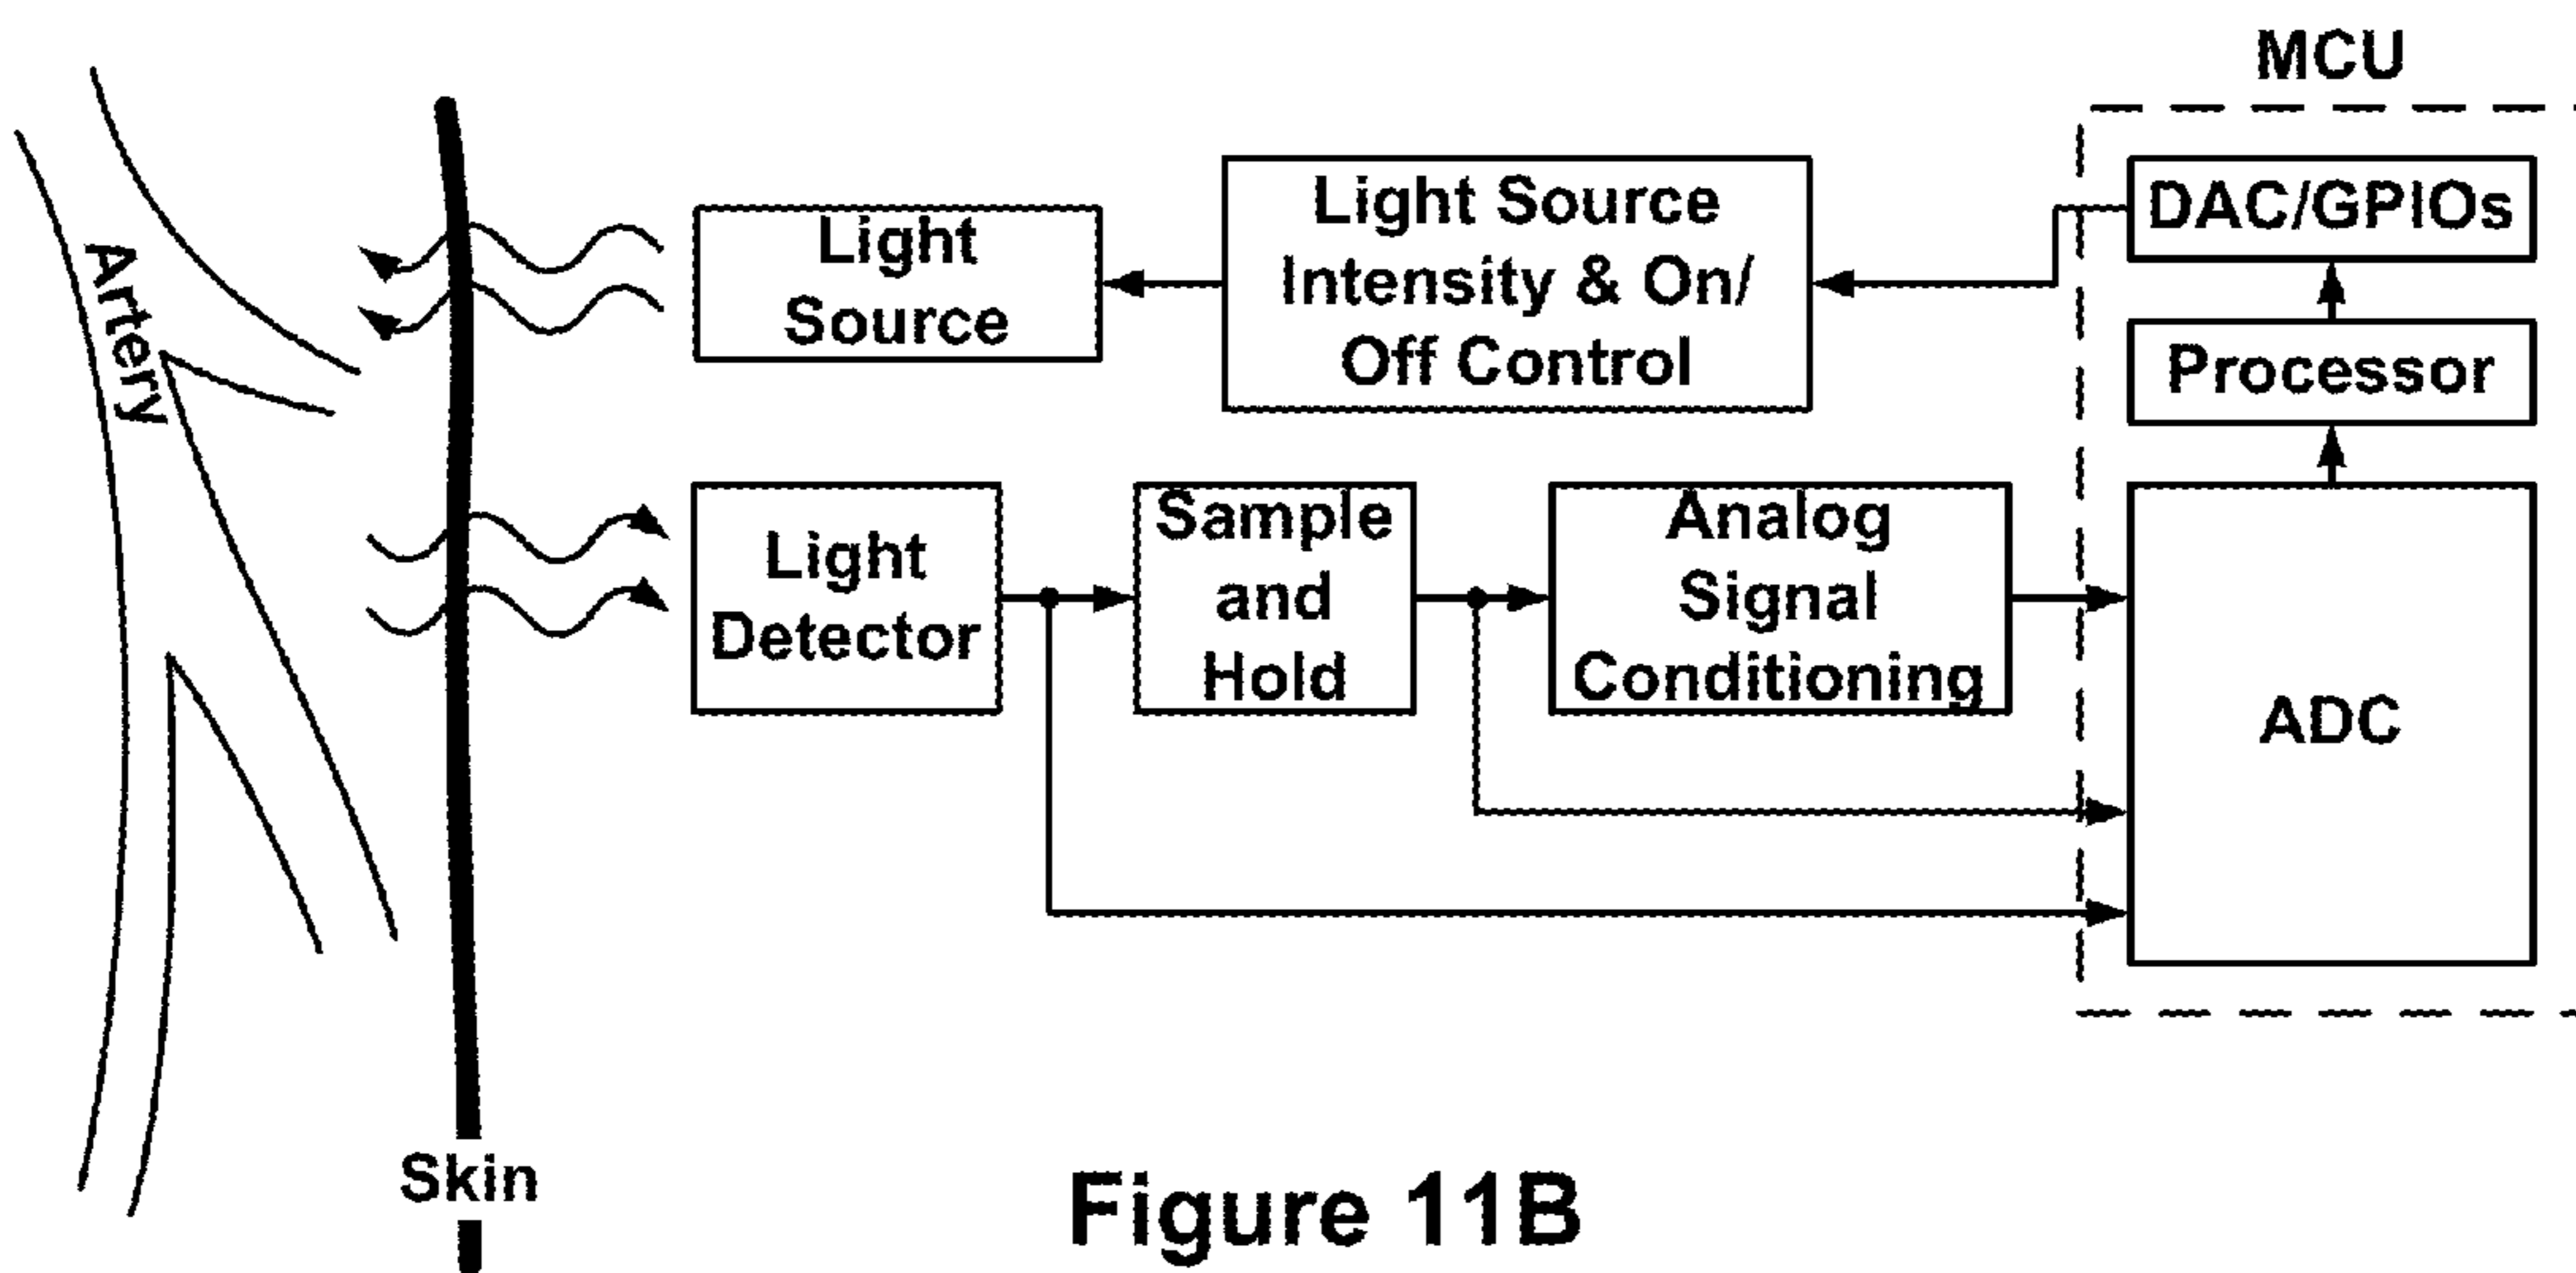 MCU
Artery
Light
Source
Light Source
Intensity & On/
Off Control
DAC/GPIOs
Processor
Light
Detector
Sample
and
Hold
Analog
Signal
Conditioning
ADC
Skin
Figure 11B